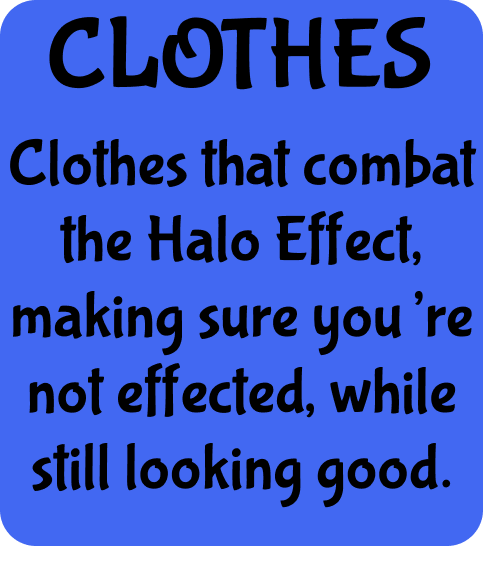 CLOTHES
Clothes that combat
the Halo Effect,
making sure you're
not effected, while
still looking good.